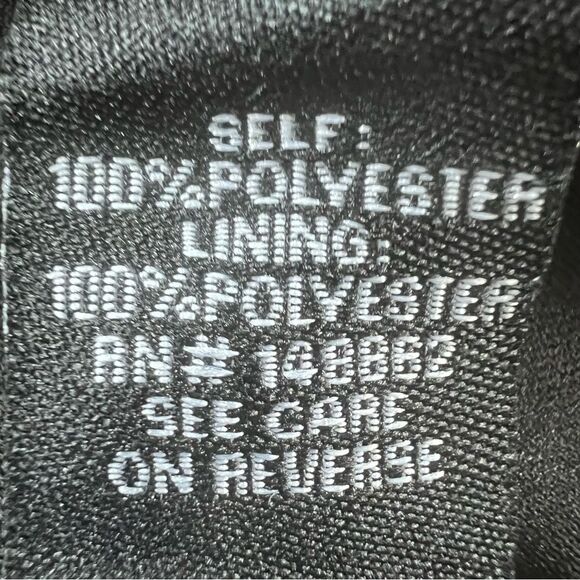 SELF:
100%POLYESTER
LINING:
100%POLYESTER
RN#
SEE CARE
ON REVERSE